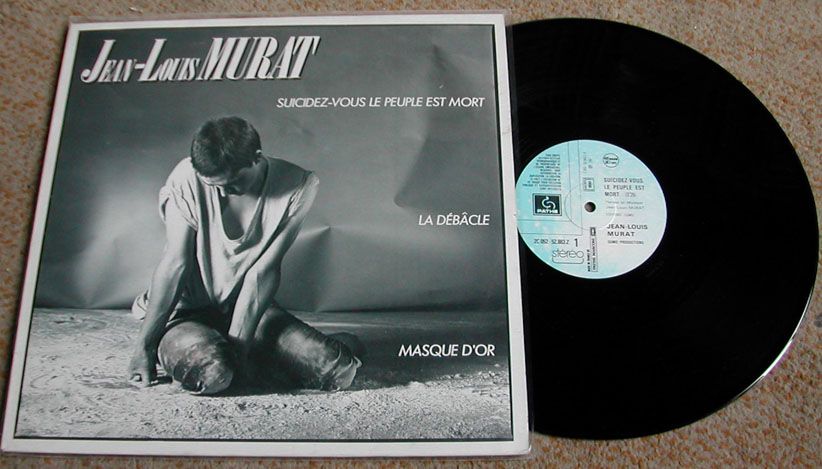 JEAN-LOUIS MURAT
SUICIDEZ-VOUS LE PEUPLE EST MORT
LA DÉBÂCLE
MASQUE D'OR
PATHE
1
stéréo
SUICIDEZ-VOUS
LE PEUPLE EST
MORT
JEAN-LOUIS
MURAT